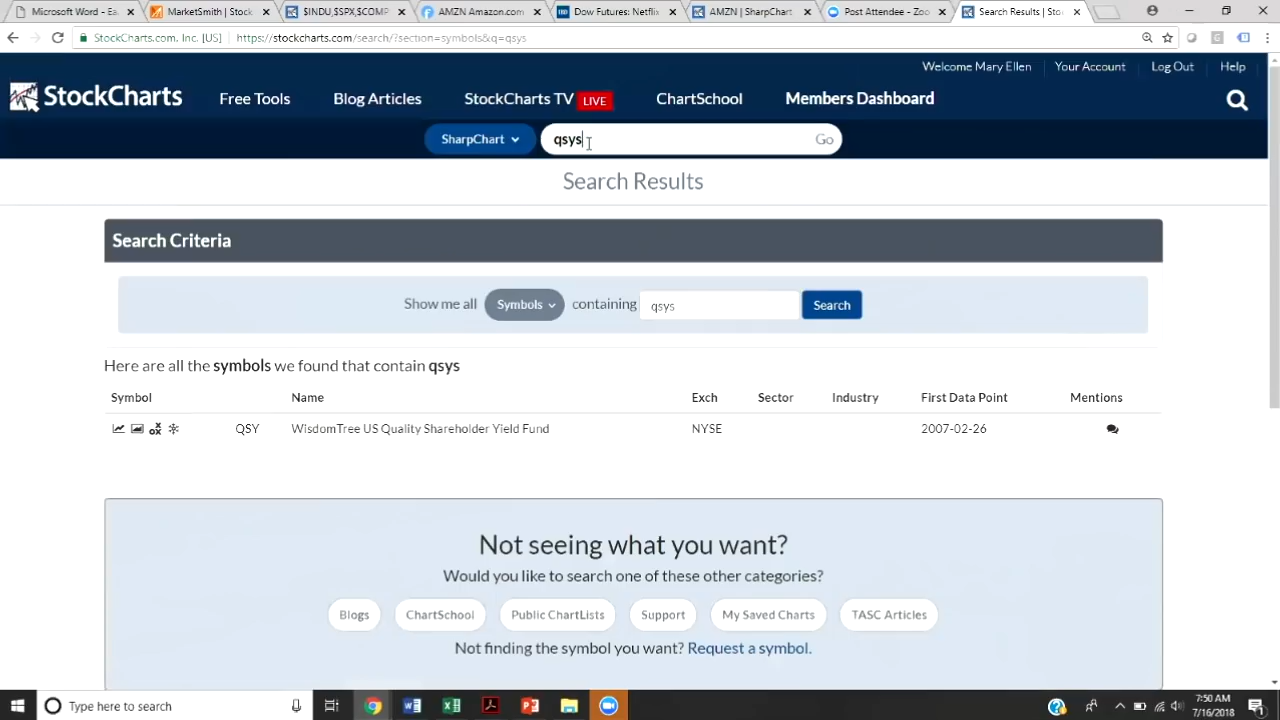 Microsoft Word - Ea
MarketSmith | Stock
$INDU,$SPX,$COMP
AMZN Amazon.com
Dow Futures: Netflix
AMZN | SharpChart
Post Attendee - Zoo
Search Results | Sto
StockCharts.com, Inc. [US]
https://stockcharts.com/search/?section=symbols&q=qsys
Welcome Mary Ellen
Your Account
Log Out
Help
StockCharts
Free Tools
Blog Articles
StockCharts TV LIVE
ChartSchool
Members Dashboard
SharpChart
qsys
Go
Search Results
Search Criteria
Show me all Symbols containing qsys Search
Here are all the symbols we found that contain qsys
Symbol Name Exch Sector Industry First Data Point Mentions
QSY WisdomTree US Quality Shareholder Yield Fund NYSE 2007-02-26
Not seeing what you want?
Would you like to search one of these other categories?
Blogs ChartSchool Public ChartLists Support My Saved Charts TASC Articles
Not finding the symbol you want? Request a symbol.
Type here to search
7:50 AM
7/16/2018